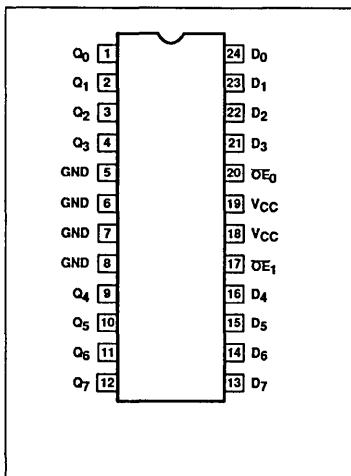 Q0 1 24 D0
Q1 2 23 D1
Q2 3 22 D2
Q3 4 21 D3
GND 5 20 OE0
GND 6 19 VCC
GND 7 18 VCC
GND 8 17 OE1
Q4 9 16 D4
Q5 10 15 D5
Q6 11 14 D6
Q7 12 13 D7